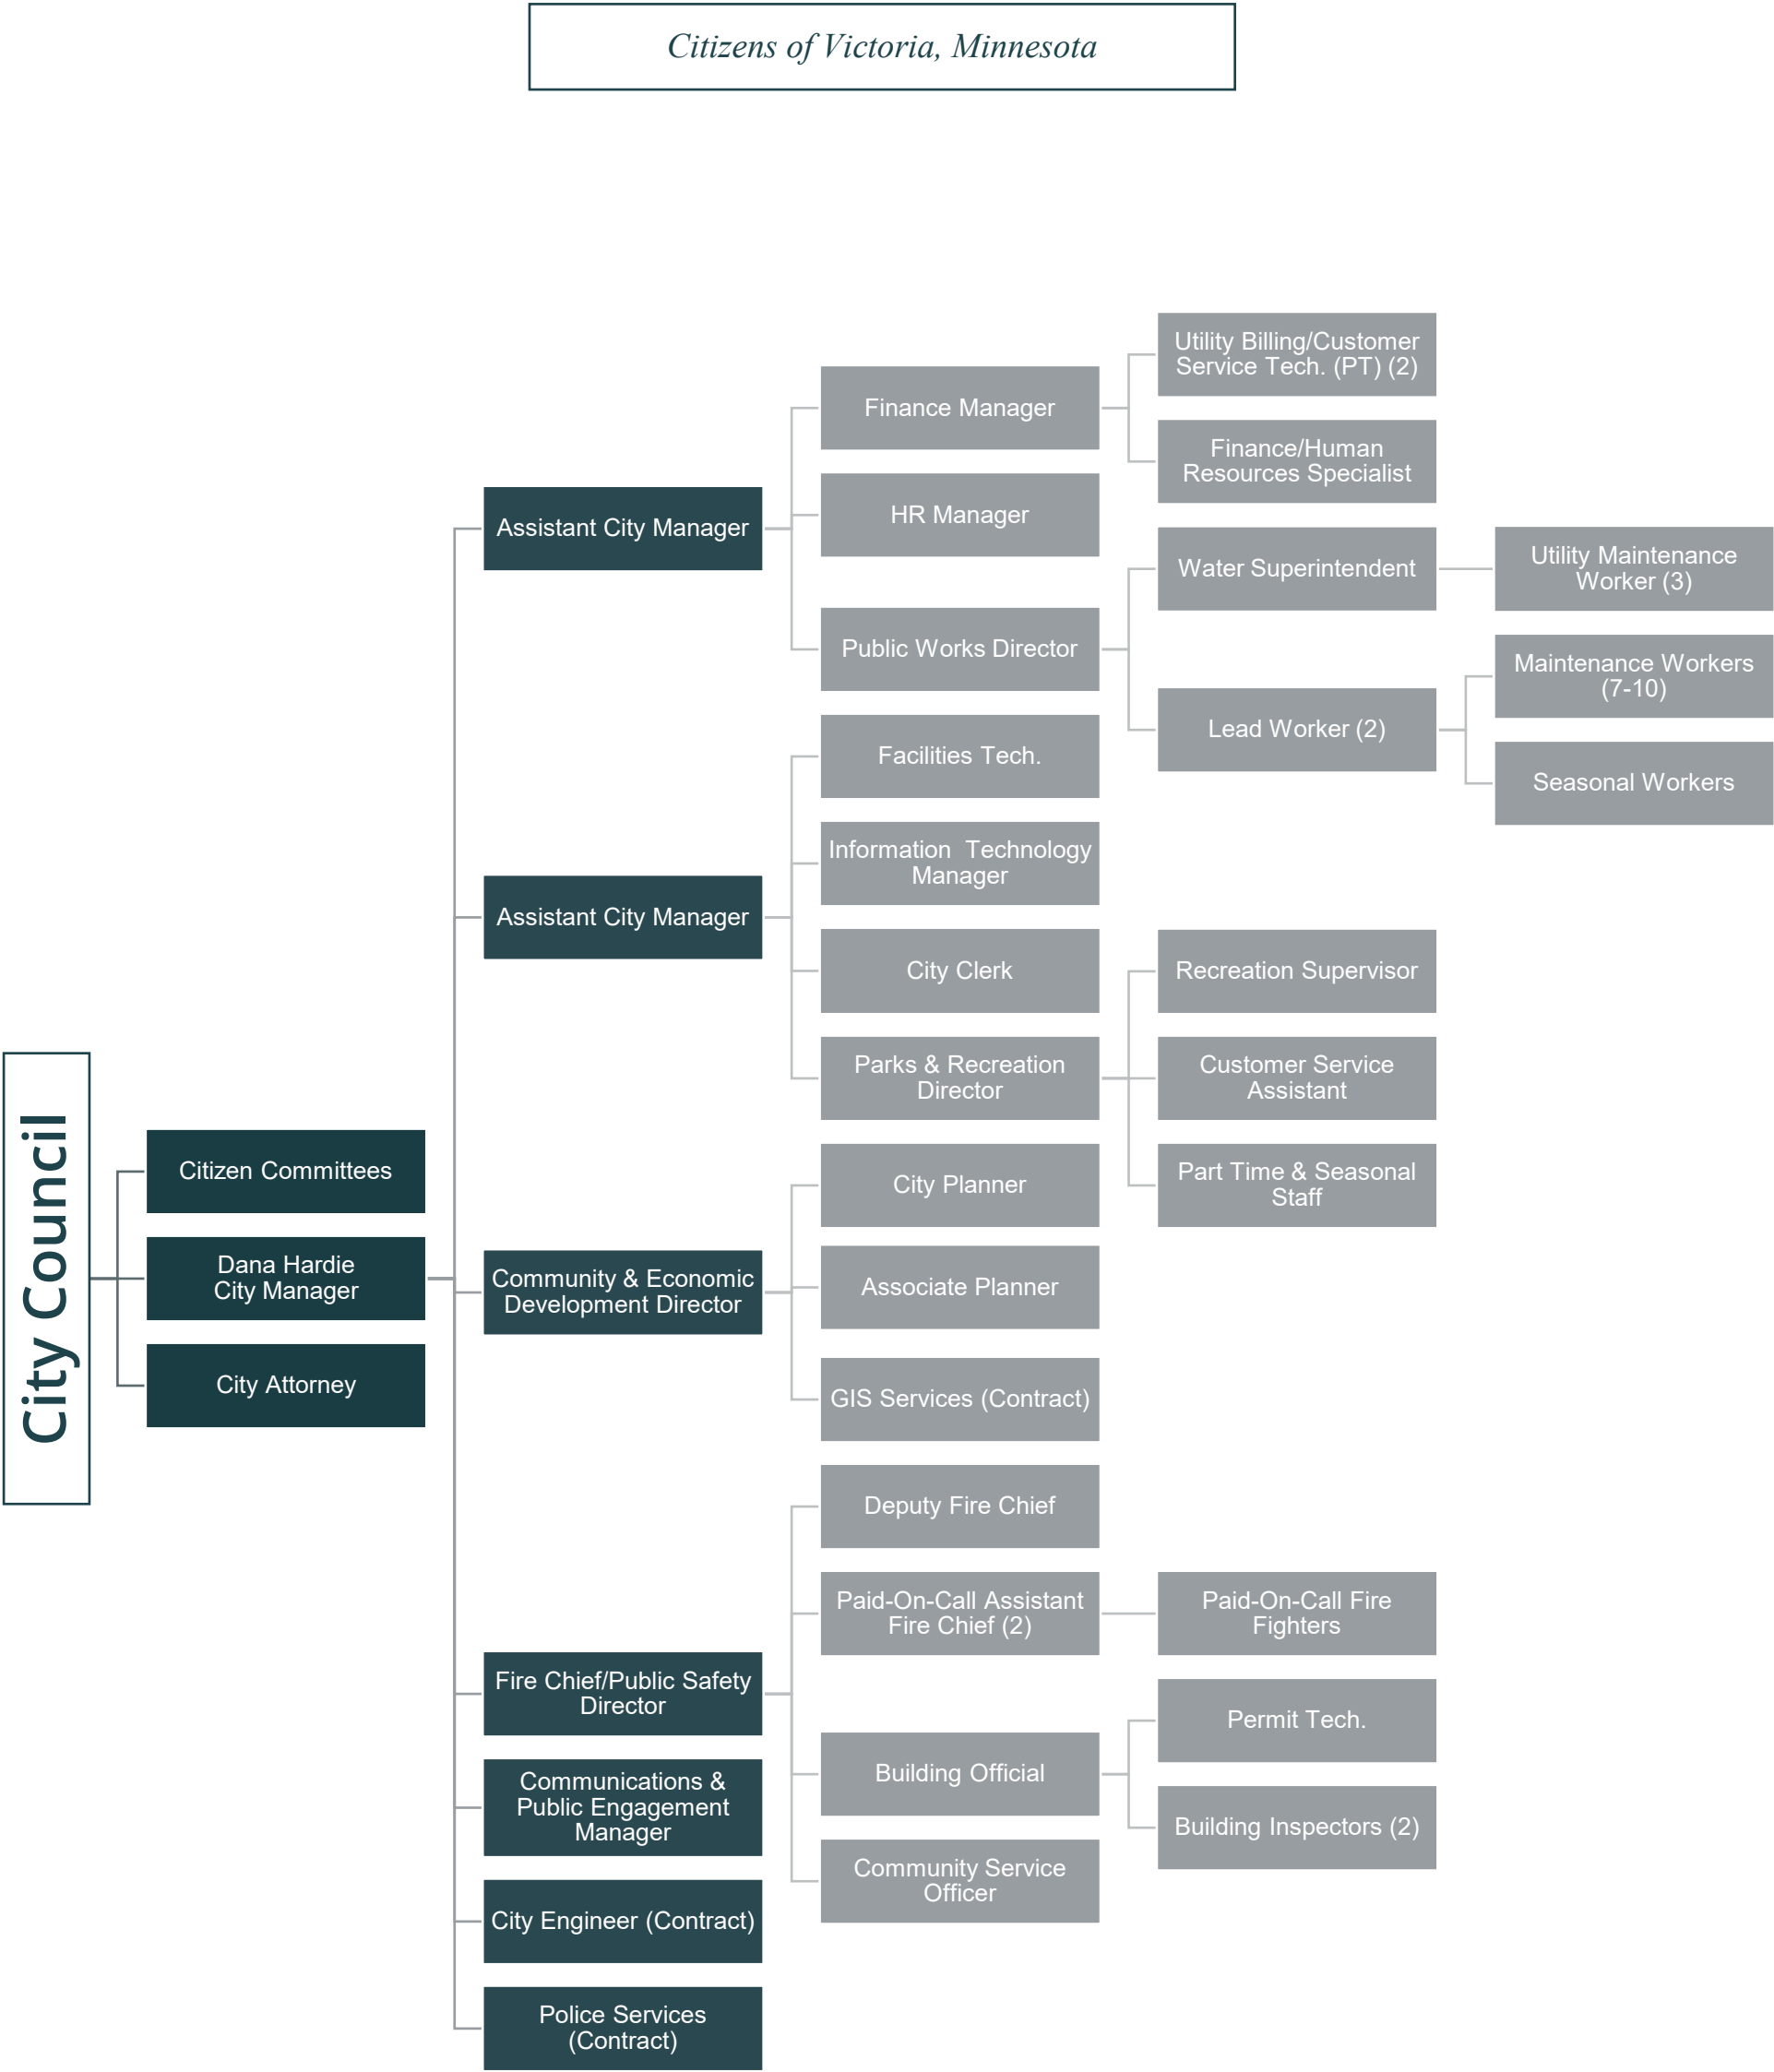 Citizens of Victoria, Minnesota
City Council
Citizen Committees
Dana Hardie
City Manager
City Attorney
Assistant City Manager
Finance Manager
Utility Billing/Customer
Service Tech. (PT) (2)
Finance/Human
Resources Specialist
HR Manager
Public Works Director
Water Superintendent
Utility Maintenance
Worker (3)
Lead Worker (2)
Maintenance Workers
(7-10)
Seasonal Workers
Assistant City Manager
Facilities Tech.
Information  Technology
Manager
City Clerk
Parks & Recreation
Director
Recreation Supervisor
Customer Service
Assistant
Part Time & Seasonal
Staff
Community & Economic
Development Director
City Planner
Associate Planner
GIS Services (Contract)
Fire Chief/Public Safety
Director
Deputy Fire Chief
Paid-On-Call Assistant
Fire Chief (2)
Paid-On-Call Fire
Fighters
Building Official
Permit Tech.
Building Inspectors (2)
Community Service
Officer
Communications &
Public Engagement
Manager
City Engineer (Contract)
Police Services
(Contract)